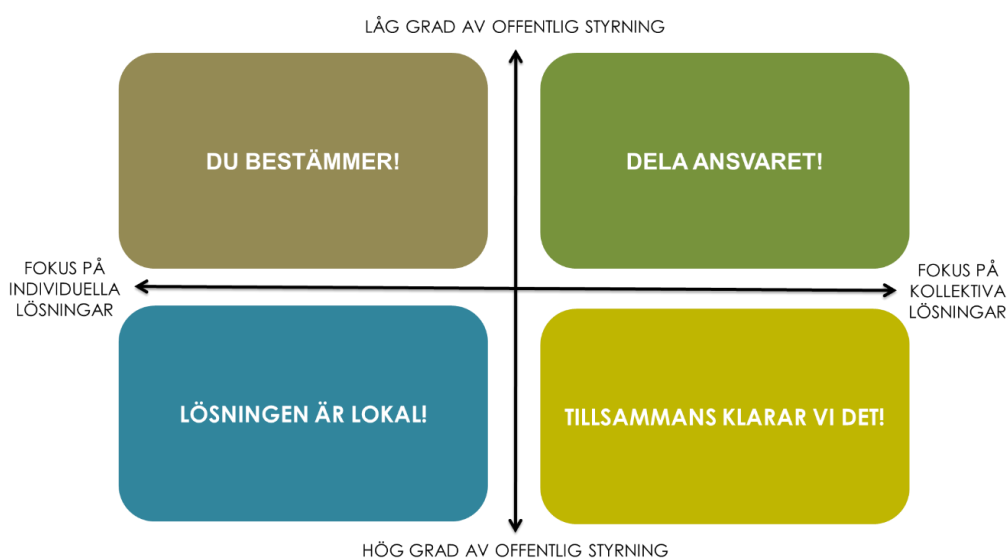 LÅG GRAD AV OFFENTLIG STYRNING
DU BESTÄMMER!
DELA ANSVARET!
FOKUS PÅ
INDIVIDUELLA
LÖSNINGAR
FOKUS PÅ
KOLLEKTIVA
LÖSNINGAR
LÖSNINGEN ÄR LOKAL!
TILLSAMMANS KLARAR VI DET!
HÖG GRAD AV OFFENTLIG STYRNING